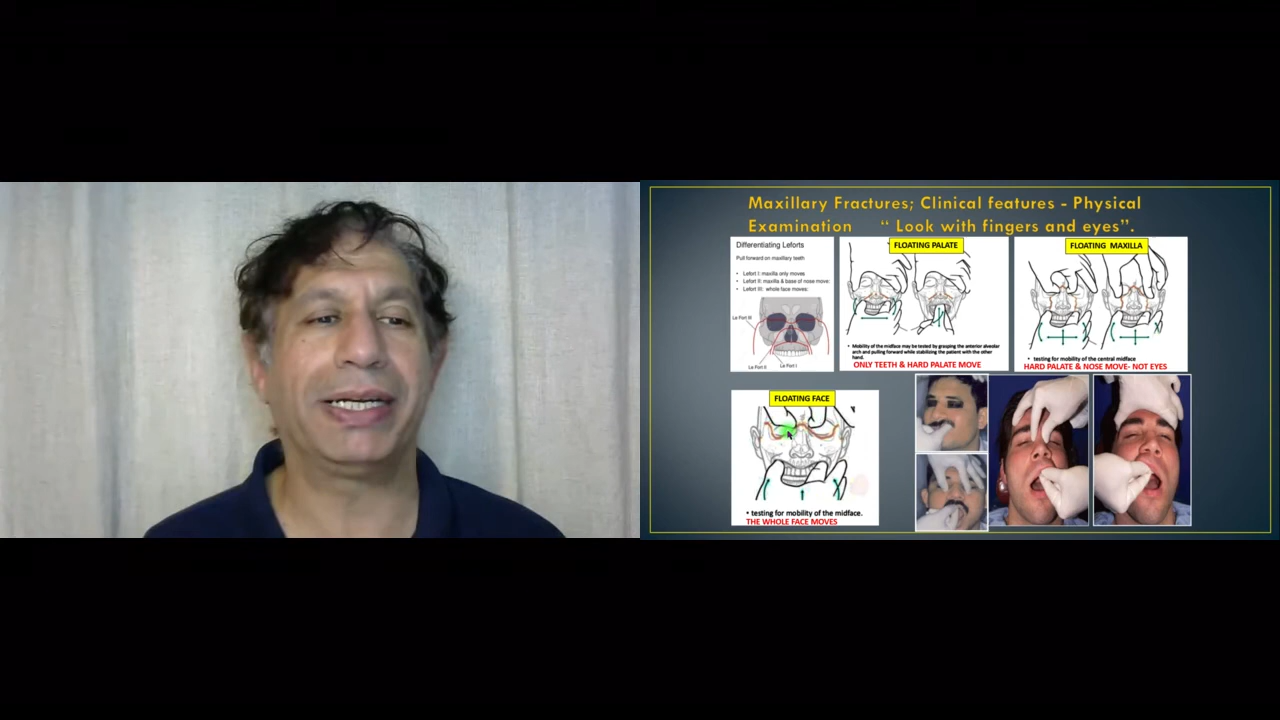 Maxillary Fractures; Clinical features - Physical
Examination “ Look with fingers and eyes”.
Differentiating Leforts
Pull forward on maxillary teeth
• Lefort I: maxilla only moves
• Lefort II: maxilla & base of nose move:
• Lefort III: whole face moves:
Le Fort III
Le Fort II
Le Fort I
FLOATING PALATE
• Mobility of the midface may be tested by grasping the anterior alveolar
arch and pulling forward while stabilizing the patient with the other
hand.
ONLY TEETH & HARD PALATE MOVE
FLOATING MAXILLA
• testing for mobility of the central midface
HARD PALATE & NOSE MOVE- NOT EYES
FLOATING FACE
• testing for mobility of the midface.
THE WHOLE FACE MOVES